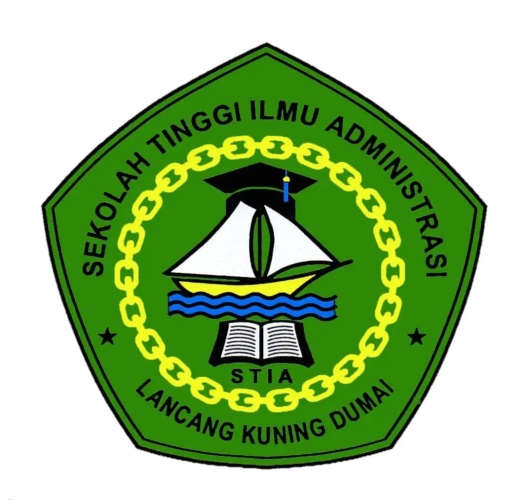 SEKOLAH TINGGI ILMU ADMINISTRASI
STIA
LANCANG KUNING DUMAI